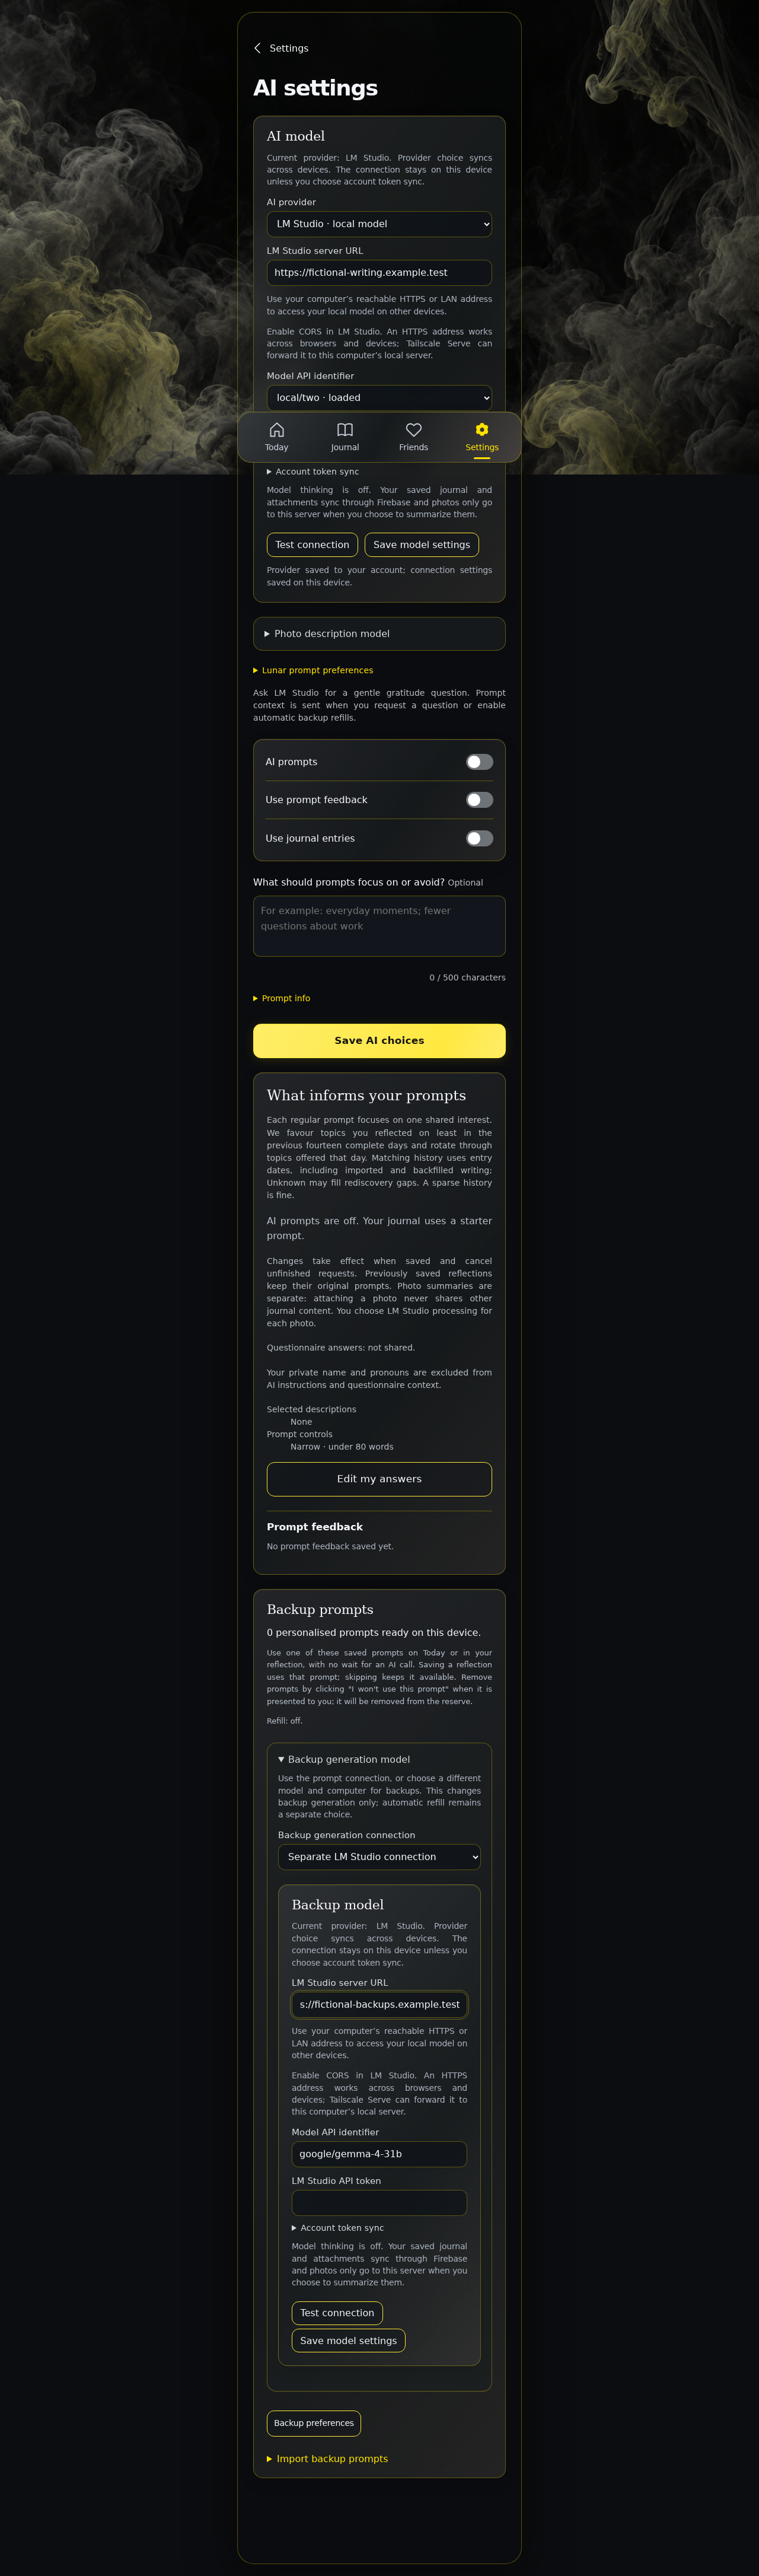 Settings
AI settings
AI model
Current provider: LM Studio. Provider choice syncs
across devices. The connection stays on this device
unless you choose account token sync.
AI provider
LM Studio · local model
LM Studio server URL
https://fictional-writing.example.test
Use your computer’s reachable HTTPS or LAN address
to access your local model on other devices.
Enable CORS in LM Studio. An HTTPS address works
across browsers and devices; Tailscale Serve can
forward it to this computer’s local server.
Model API identifier
local/two · loaded
Today
Journal
Friends
Settings
Account token sync
Model thinking is off. Your saved journal and
attachments sync through Firebase and photos only go
to this server when you choose to summarize them.
Test connection
Save model settings
Provider saved to your account; connection settings
saved on this device.
Photo description model
Lunar prompt preferences
Ask LM Studio for a gentle gratitude question. Prompt
context is sent when you request a question or enable
automatic backup refills.
AI prompts
Use prompt feedback
Use journal entries
What should prompts focus on or avoid? Optional
For example: everyday moments; fewer
questions about work
0 / 500 characters
Prompt info
Save AI choices
What informs your prompts
Each regular prompt focuses on one shared interest.
We favour topics you reflected on least in the
previous fourteen complete days and rotate through
topics offered that day. Matching history uses entry
dates, including imported and backfilled writing;
Unknown may fill rediscovery gaps. A sparse history
is fine.
AI prompts are off. Your journal uses a starter
prompt.
Changes take effect when saved and cancel
unfinished requests. Previously saved reflections
keep their original prompts. Photo summaries are
separate: attaching a photo never shares other
journal content. You choose LM Studio processing for
each photo.
Questionnaire answers: not shared.
Your private name and pronouns are excluded from
AI instructions and questionnaire context.
Selected descriptions
None
Prompt controls
Narrow · under 80 words
Edit my answers
Prompt feedback
No prompt feedback saved yet.
Backup prompts
0 personalised prompts ready on this device.
Use one of these saved prompts on Today or in your
reflection, with no wait for an AI call. Saving a reflection
uses that prompt; skipping keeps it available. Remove
prompts by clicking "I won't use this prompt" when it is
presented to you; it will be removed from the reserve.
Refill: off.
Backup generation model
Use the prompt connection, or choose a different
model and computer for backups. This changes
backup generation only; automatic refill remains
a separate choice.
Backup generation connection
Separate LM Studio connection
Backup model
Current provider: LM Studio. Provider
choice syncs across devices. The
connection stays on this device unless you
choose account token sync.
LM Studio server URL
s://fictional-backups.example.test
Use your computer’s reachable HTTPS or
LAN address to access your local model on
other devices.
Enable CORS in LM Studio. An HTTPS
address works across browsers and
devices; Tailscale Serve can forward it to
this computer’s local server.
Model API identifier
google/gemma-4-31b
LM Studio API token
Account token sync
Model thinking is off. Your saved journal
and attachments sync through Firebase
and photos only go to this server when you
choose to summarize them.
Test connection
Save model settings
Backup preferences
Import backup prompts